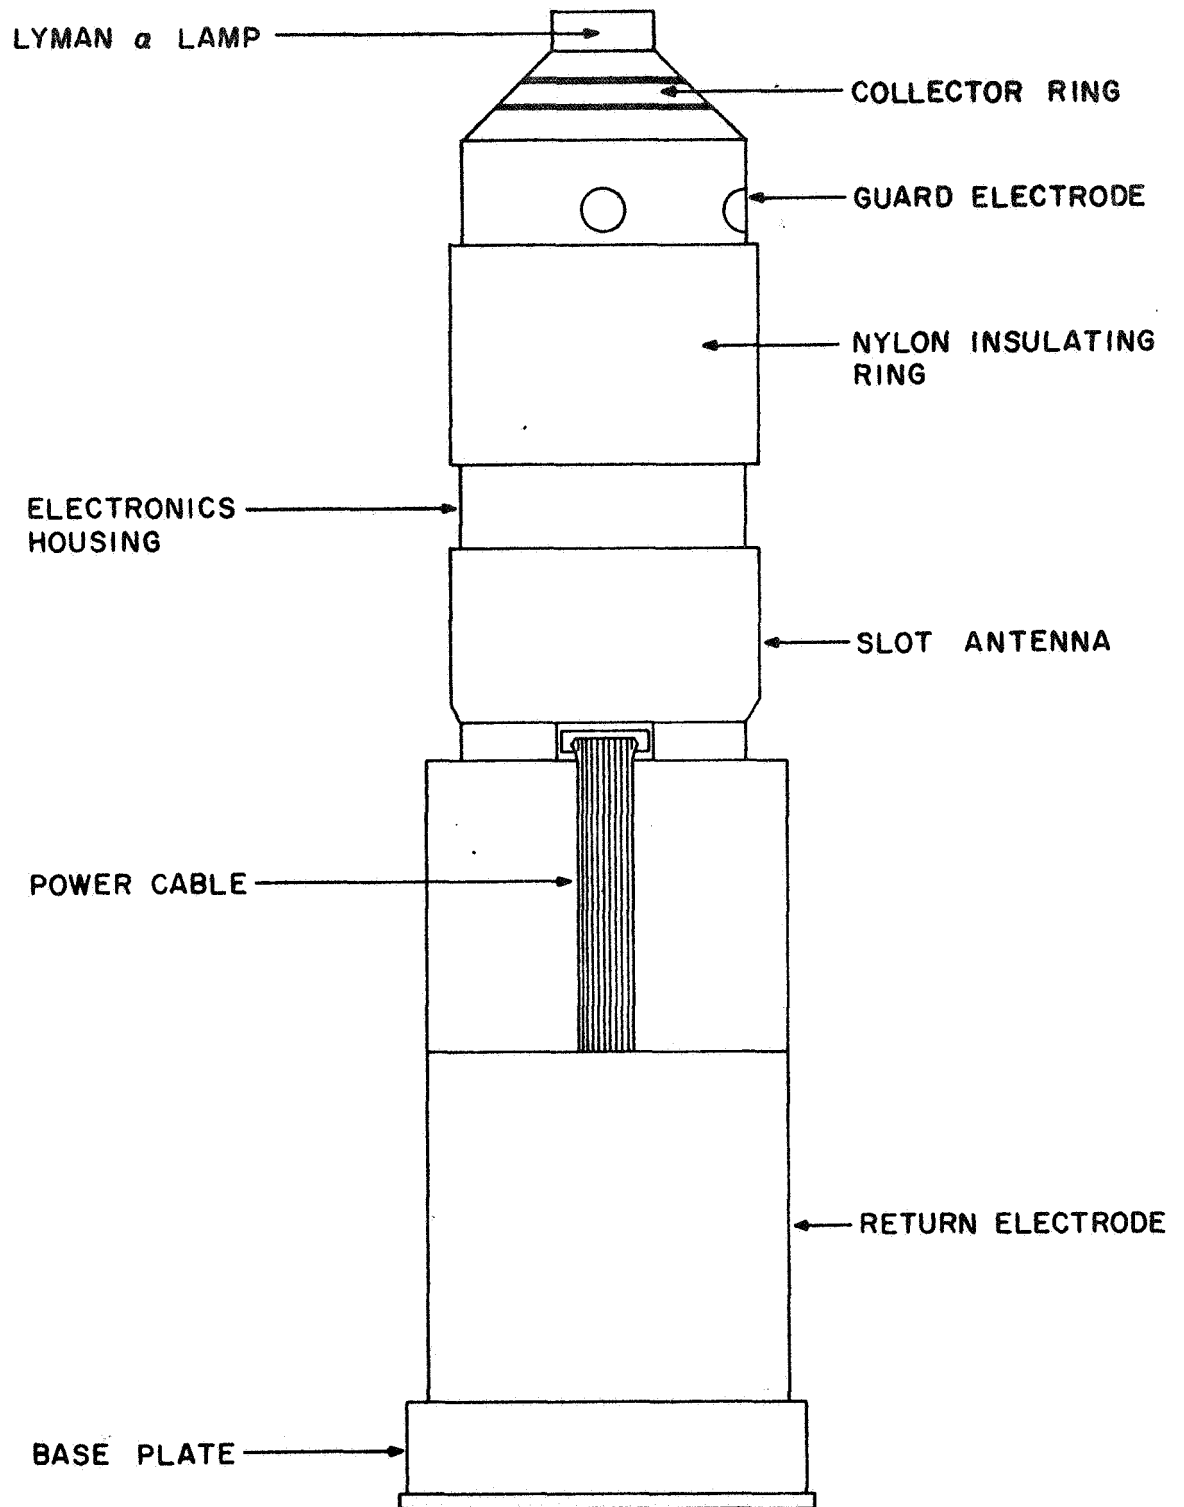 LYMAN α LAMP
COLLECTOR RING
GUARD ELECTRODE
NYLON INSULATING
RING
ELECTRONICS
HOUSING
SLOT ANTENNA
POWER CABLE
RETURN ELECTRODE
BASE PLATE